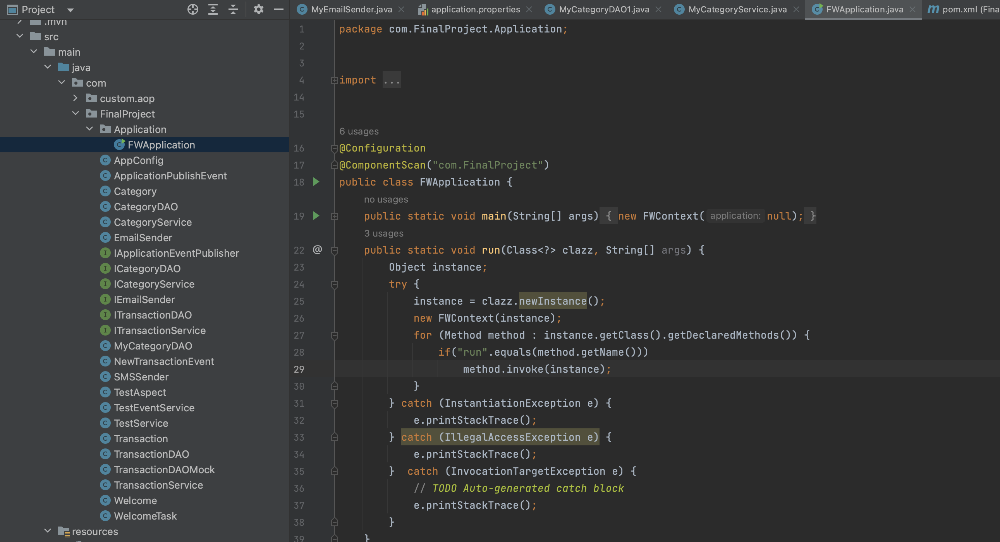 Project
MyEmailSender.java
application.properties
MyCategoryDAO1.java
MyCategoryService.java
FWApplication.java
m pom.xml (Fina
.mvn
src
main
java
com
custom.aop
FinalProject
Application
FWApplication
AppConfig
ApplicationPublishEvent
Category
CategoryDAO
CategoryService
EmailSender
IApplicationEventPublisher
ICategoryDAO
ICategoryService
IEmailSender
ITransactionDAO
ITransactionService
MyCategoryDAO
NewTransactionEvent
SMSSender
TestAspect
TestEventService
TestService
Transaction
TransactionDAO
TransactionDAOMock
TransactionService
Welcome
WelcomeTask
resources
1 package com.FinalProject.Application;
2
3
4 import ...
14
15
6 usages
16 @Configuration
17 @ComponentScan("com.FinalProject")
18 public class FWApplication {
no usages
19 public static void main(String[] args) { new FWContext( application: null); }
3 usages
22 @ public static void run(Class<?> clazz, String[] args) {
23 Object instance;
24 try {
25 instance = clazz.newInstance();
26 new FWContext(instance);
27 for (Method method : instance.getClass().getDeclaredMethods()) {
28 if("run".equals(method.getName()))
29 method.invoke(instance);
30 }
31 } catch (InstantiationException e) {
32 e.printStackTrace();
33 } catch (IllegalAccessException e) {
34 e.printStackTrace();
35 }  catch (InvocationTargetException e) {
36 // TODO Auto-generated catch block
37 e.printStackTrace();
38 }
39 }